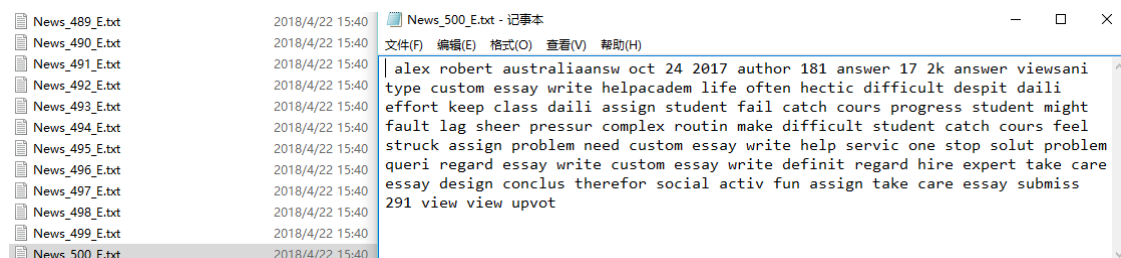 News_489_E.txt 2018/4/22 15:40
News_490_E.txt 2018/4/22 15:40
News_491_E.txt 2018/4/22 15:40
News_492_E.txt 2018/4/22 15:40
News_493_E.txt 2018/4/22 15:40
News_494_E.txt 2018/4/22 15:40
News_495_E.txt 2018/4/22 15:40
News_496_E.txt 2018/4/22 15:40
News_497_E.txt 2018/4/22 15:40
News_498_E.txt 2018/4/22 15:40
News_499_E.txt 2018/4/22 15:40
News_500_E.txt 2018/4/22 15:40
News_500_E.txt - 记事本
文件(F) 编辑(E) 格式(O) 查看(V) 帮助(H)
alex robert australiaansw oct 24 2017 author 181 answer 17 2k answer viewsani
type custom essay write helpacadem life often hectic difficult despit daili
effort keep class daili assign student fail catch cours progress student might
fault lag sheer pressur complex routin make difficult student catch cours feel
struck assign problem need custom essay write help servic one stop solut problem
queri regard essay write custom essay write definit regard hire expert take care
essay design conclus therefor social activ fun assign take care essay submiss
291 view view upvot